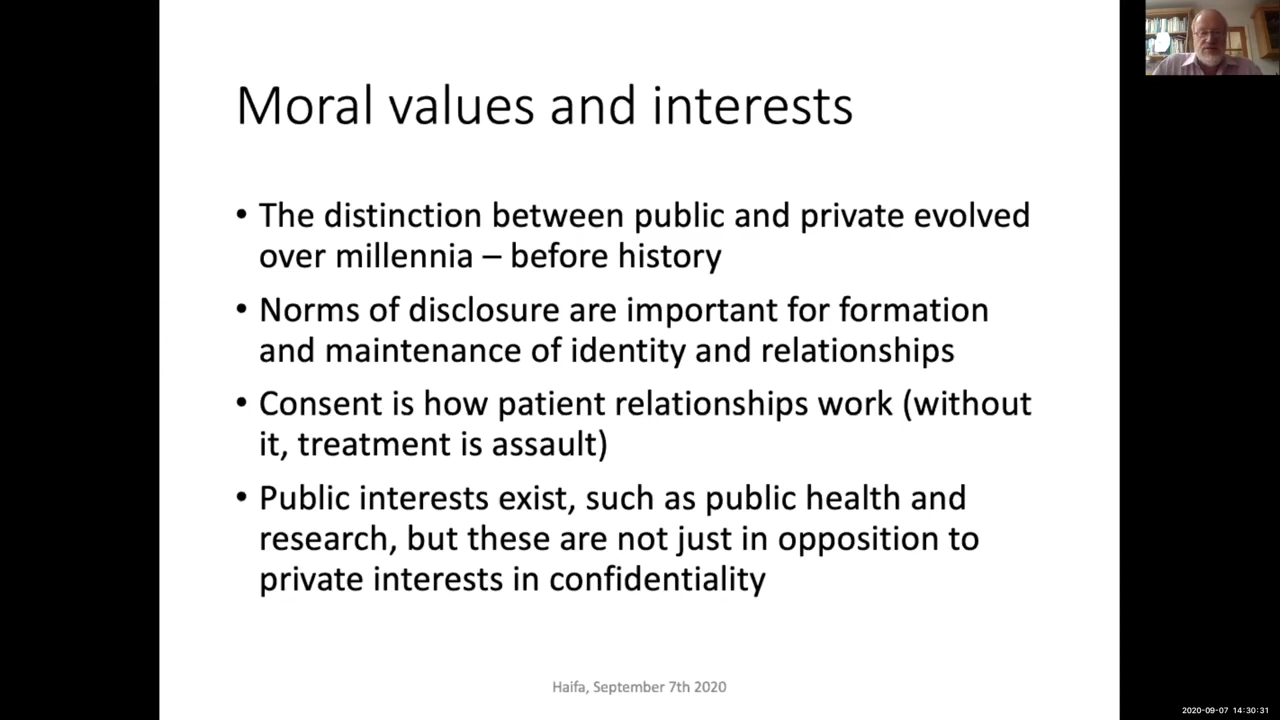 Moral values and interests
• The distinction between public and private evolved
over millennia – before history
• Norms of disclosure are important for formation
and maintenance of identity and relationships
• Consent is how patient relationships work (without
it, treatment is assault)
• Public interests exist, such as public health and
research, but these are not just in opposition to
private interests in confidentiality
Haifa, September 7th 2020
2020-09-07 14:30:31